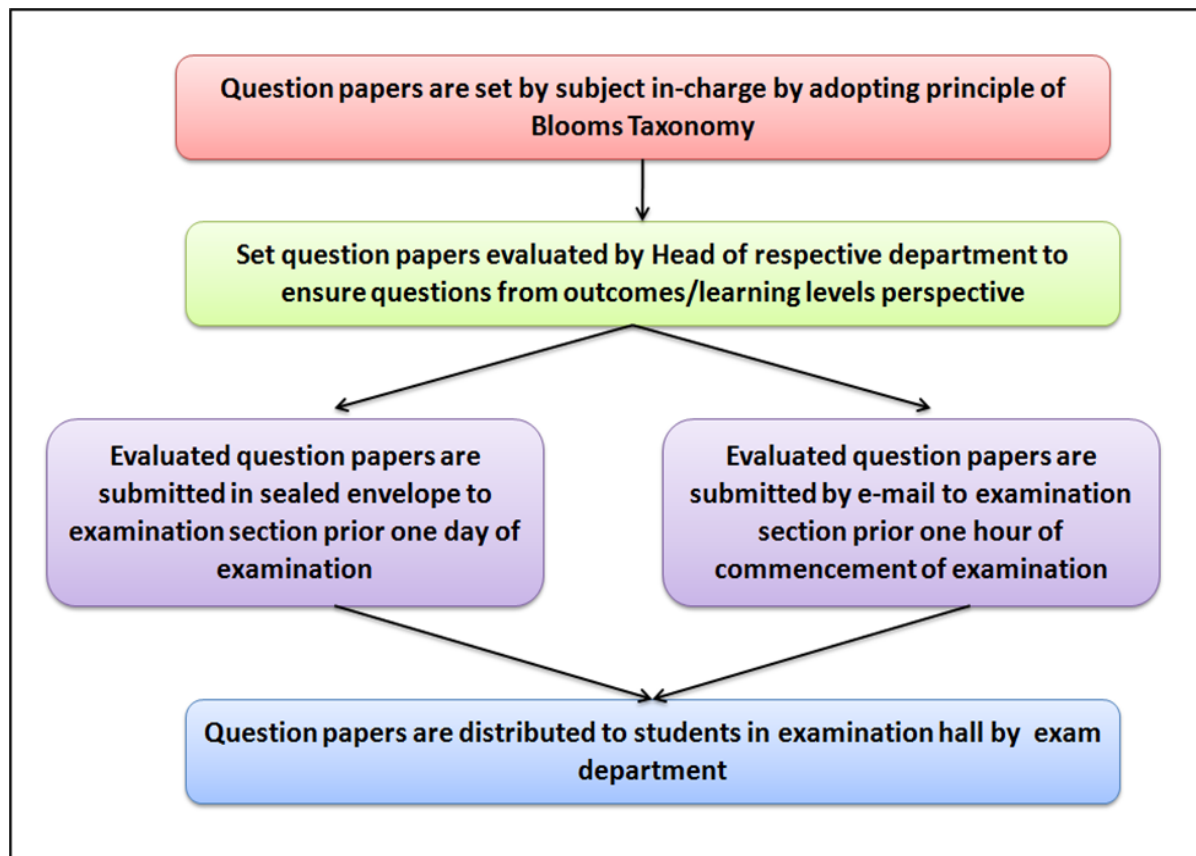 Question papers are set by subject in-charge by adopting principle of
Blooms Taxonomy
Set question papers evaluated by Head of respective department to
ensure questions from outcomes/learning levels perspective
Evaluated question papers are
submitted in sealed envelope to
examination section prior one day of
examination
Evaluated question papers are
submitted by e-mail to examination
section prior one hour of
commencement of examination
Question papers are distributed to students in examination hall by  exam
department